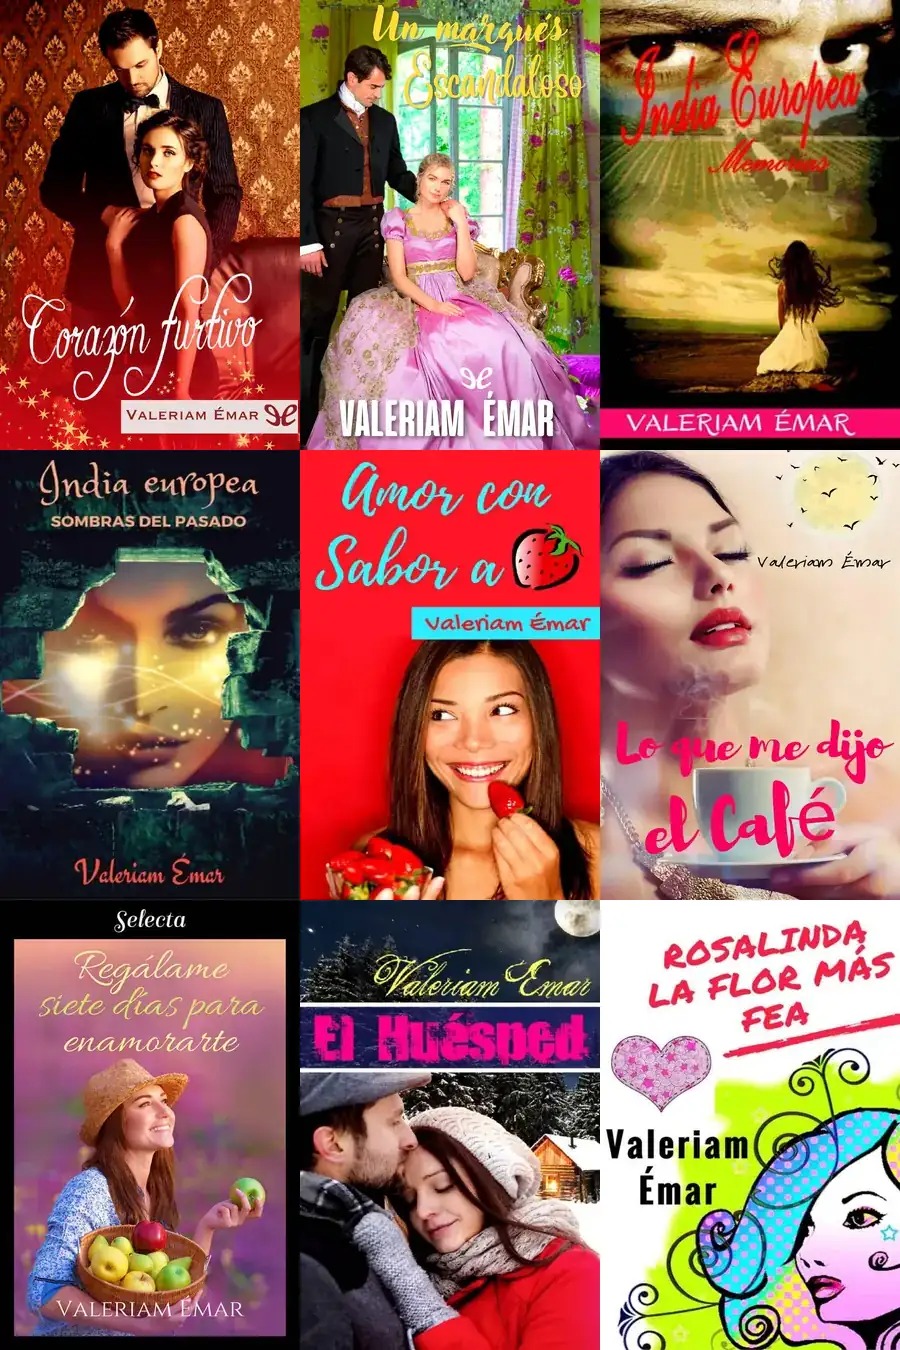 Corazón furtivo
VALERIAM ÉMAR
Un marqués
Escandaloso
VALERIAM ÉMAR
India Europea
Memorias
VALERIAM ÉMAR
India europea
SOMBRAS DEL PASADO
Valeriam Émar
Amor con
Sabor a
Valeriam Émar
Valeriam Émar
Lo que me dijo
el Café
Selecta
Regálame
siete días para
enamorarte
VALERIAM ÉMAR
Valeriam Emar
El Huésped
ROSALINDA
LA FLOR MÁS
FEA
Valeriam
Émar